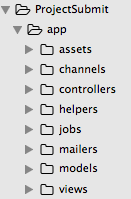 ProjectSubmit
app
assets
channels
controllers
helpers
jobs
mailers
models
views